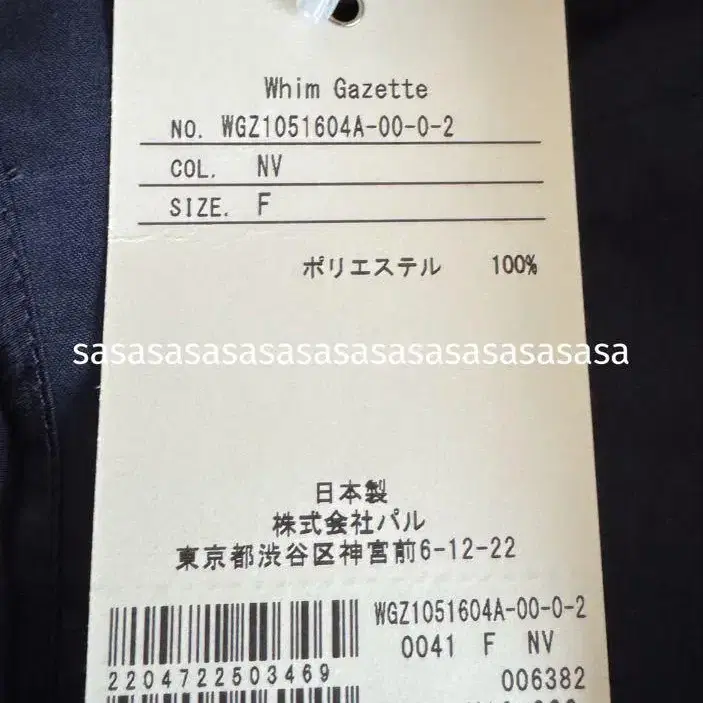 Whim Gazette
NO. WGZ1051604A-00-0-2
COL. NV
SIZE. F
ポリエステル 100%
sasasasasasasasasasasasasasasasa
日本製
株式会社パル
東京都渋谷区神宮前6-12-22
WGZ1051604A-00-0-2
0041 F NV
2204722503469
006382